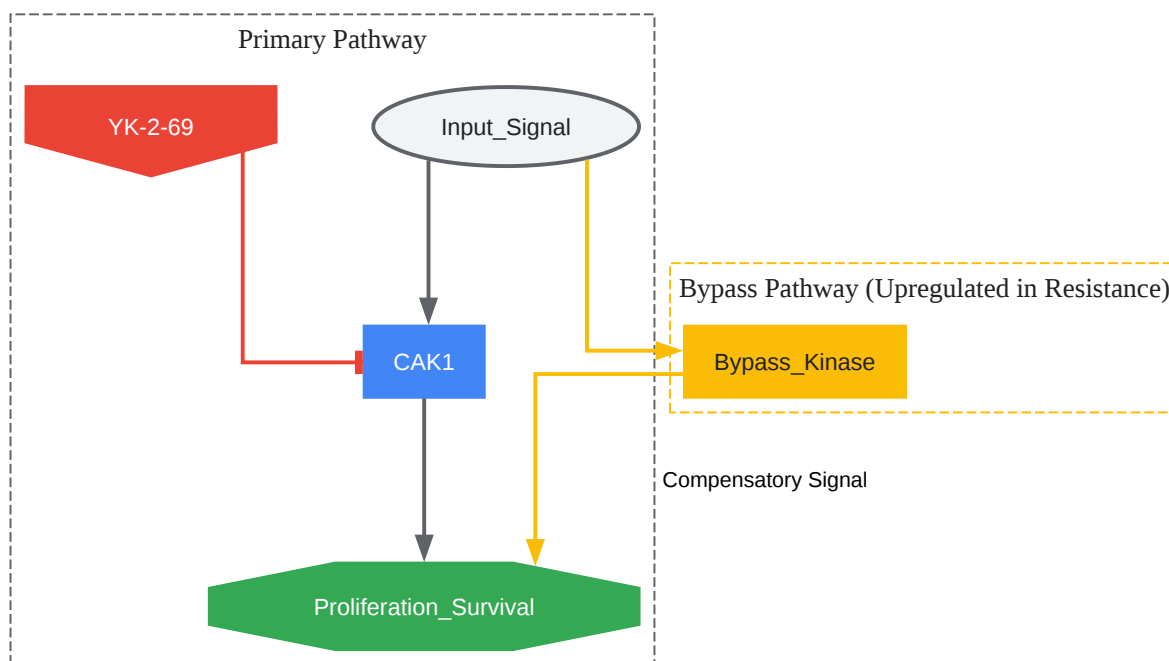 Primary Pathway
YK-2-69
Input_Signal
Bypass Pathway (Upregulated in Resistance)
CAK1
Bypass_Kinase
Compensatory Signal
Proliferation_Survival